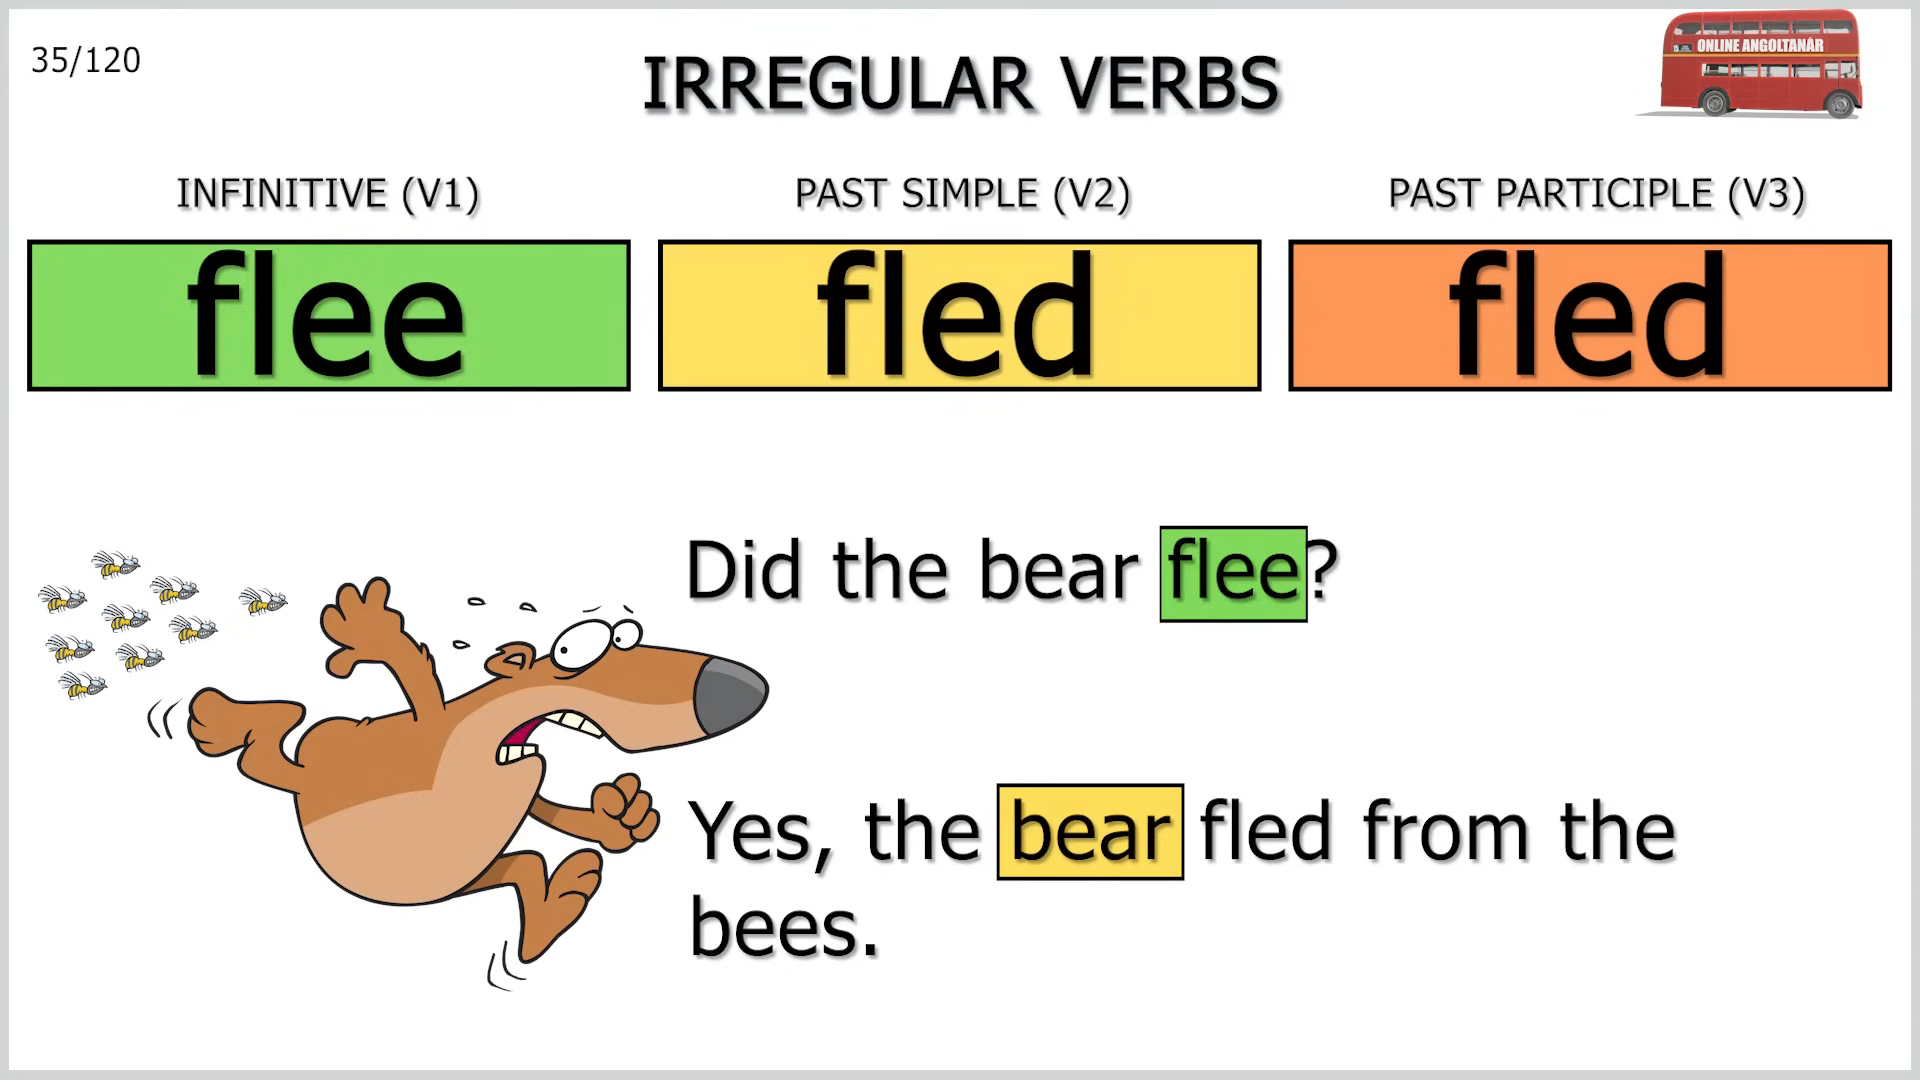 35/120
IRREGULAR VERBS
ONLINE ANGOLTANÁR
INFINITIVE (V1)
PAST SIMPLE (V2)
PAST PARTICIPLE (V3)
flee
fled
fled
Did the bear flee?
Yes, the bear fled from the
bees.